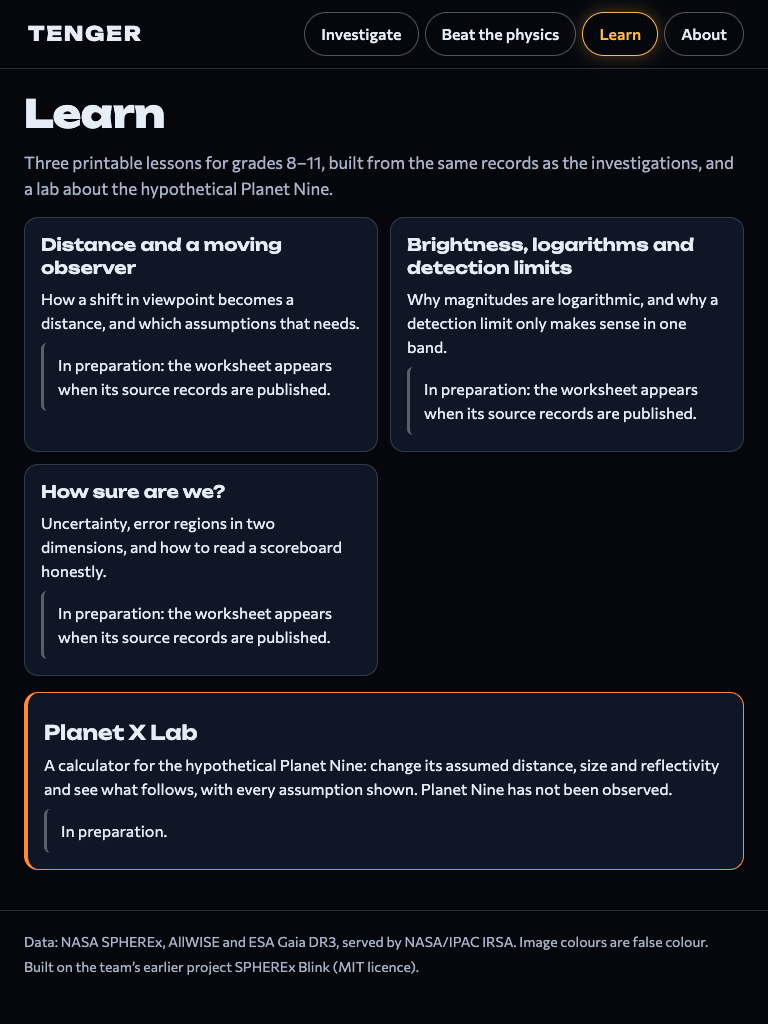 TENGER
Investigate
Beat the physics
Learn
About
Learn
Three printable lessons for grades 8–11, built from the same records as the investigations, and
a lab about the hypothetical Planet Nine.
Distance and a moving
observer
How a shift in viewpoint becomes a
distance, and which assumptions that needs.
In preparation: the worksheet appears
when its source records are published.
Brightness, logarithms and
detection limits
Why magnitudes are logarithmic, and why a
detection limit only makes sense in one
band.
In preparation: the worksheet appears
when its source records are published.
How sure are we?
Uncertainty, error regions in two
dimensions, and how to read a scoreboard
honestly.
In preparation: the worksheet appears
when its source records are published.
Planet X Lab
A calculator for the hypothetical Planet Nine: change its assumed distance, size and reflectivity
and see what follows, with every assumption shown. Planet Nine has not been observed.
In preparation.
Data: NASA SPHEREx, AllWISE and ESA Gaia DR3, served by NASA/IPAC IRSA. Image colours are false colour.
Built on the team’s earlier project SPHEREx Blink (MIT licence).